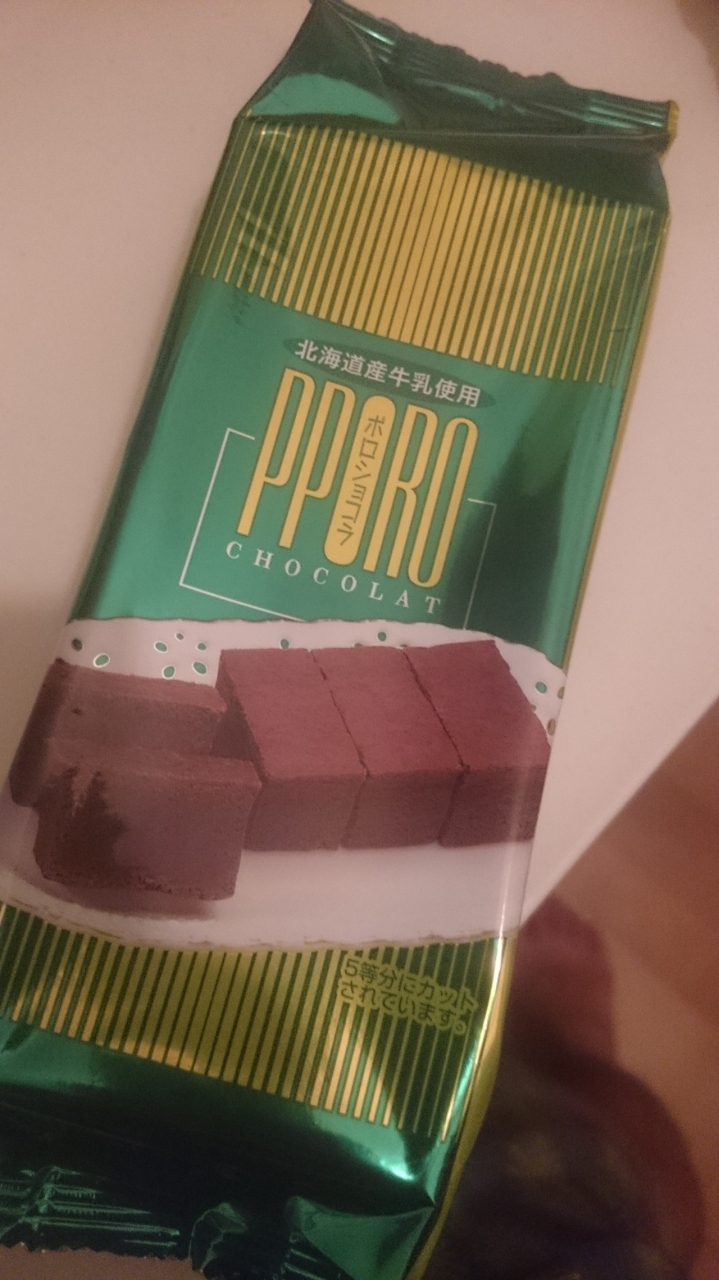 北海道産牛乳使用
PPORO
ポロショコラ
CHOCOLAT
5等分にカット
されています。